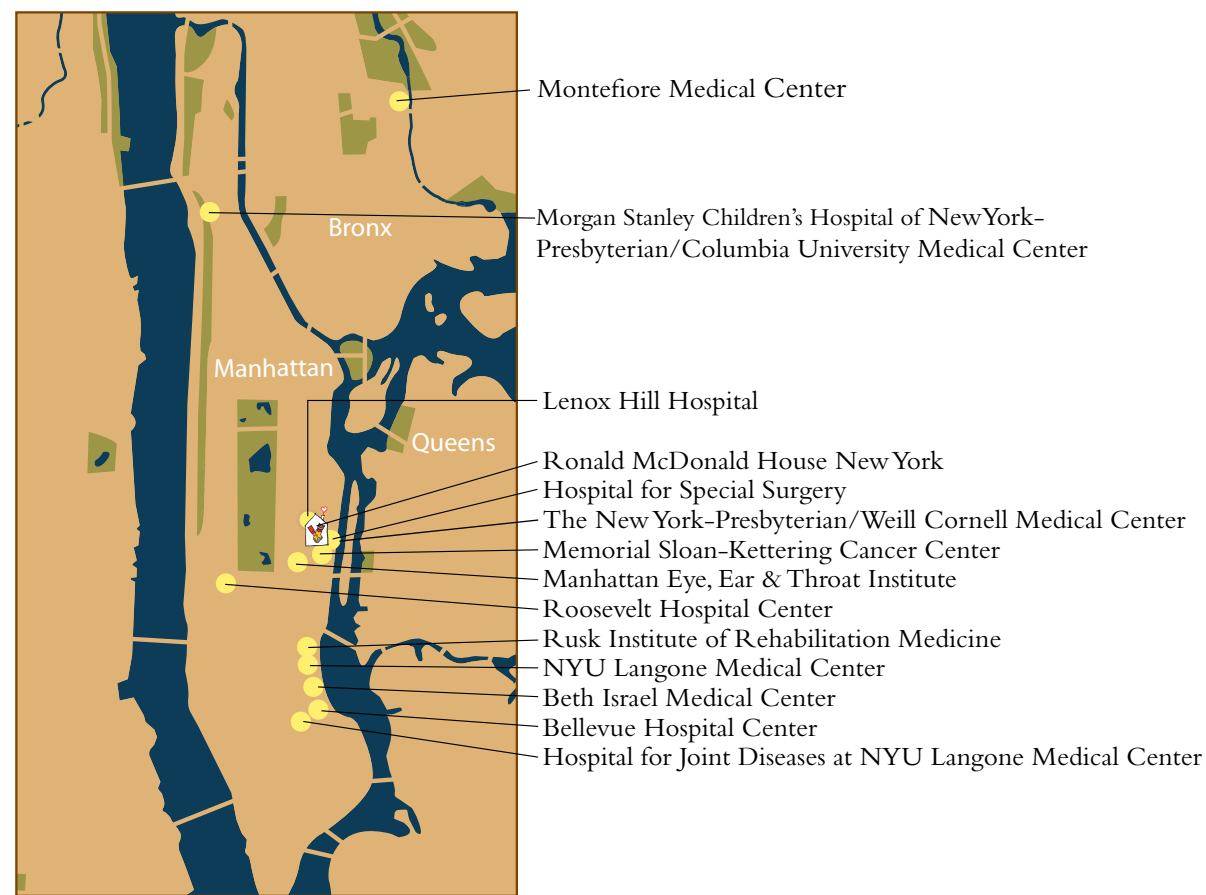 Montefiore Medical Center
Morgan Stanley Children's Hospital of NewYork-
Presbyterian/Columbia University Medical Center
Bronx
Manhattan
Lenox Hill Hospital
Queens
Ronald McDonald House New York
Hospital for Special Surgery
The New York-Presbyterian/Weill Cornell Medical Center
Memorial Sloan-Kettering Cancer Center
Manhattan Eye, Ear & Throat Institute
Roosevelt Hospital Center
Rusk Institute of Rehabilitation Medicine
NYU Langone Medical Center
Beth Israel Medical Center
Bellevue Hospital Center
Hospital for Joint Diseases at NYU Langone Medical Center